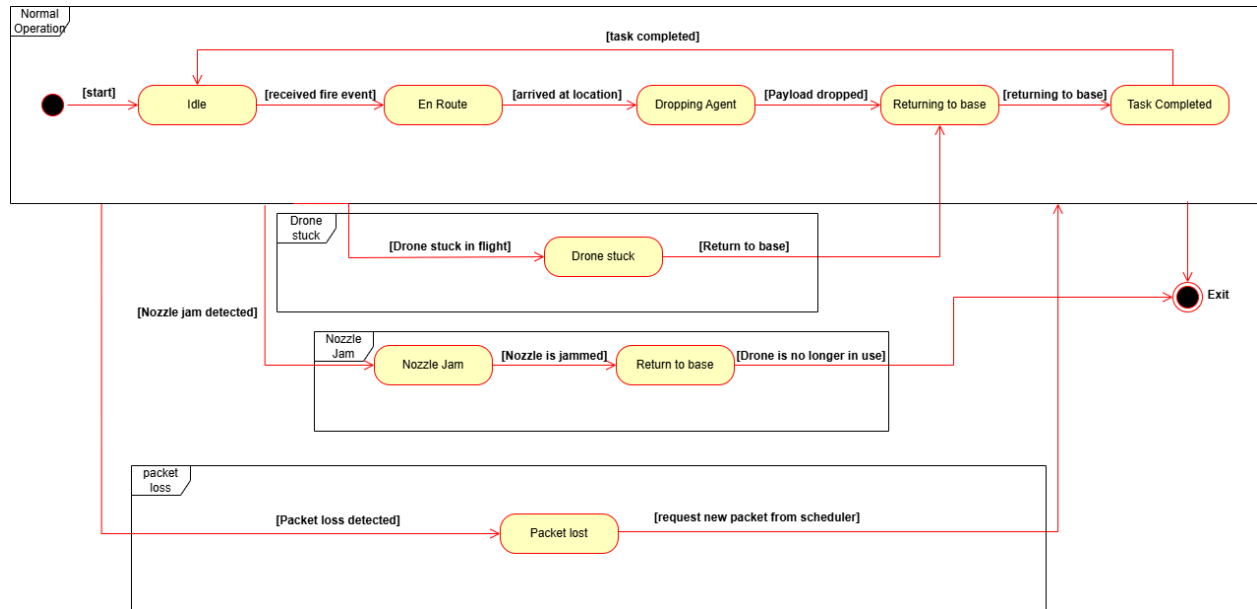 Normal
Operation
[task completed]
[start]
[received fire event]
[arrived at location]
[Payload dropped]
[returning to base]
Idle
En Route
Dropping Agent
Returning to base
Task Completed
Drone
stuck
[Drone stuck in flight]
[Return to base]
Drone stuck
Exit
[Nozzle jam detected]
Nozzle
Jam
[Nozzle is jammed]
[Drone is no longer in use]
Nozzle Jam
Return to base
packet
loss
[Packet loss detected]
[request new packet from scheduler]
Packet lost